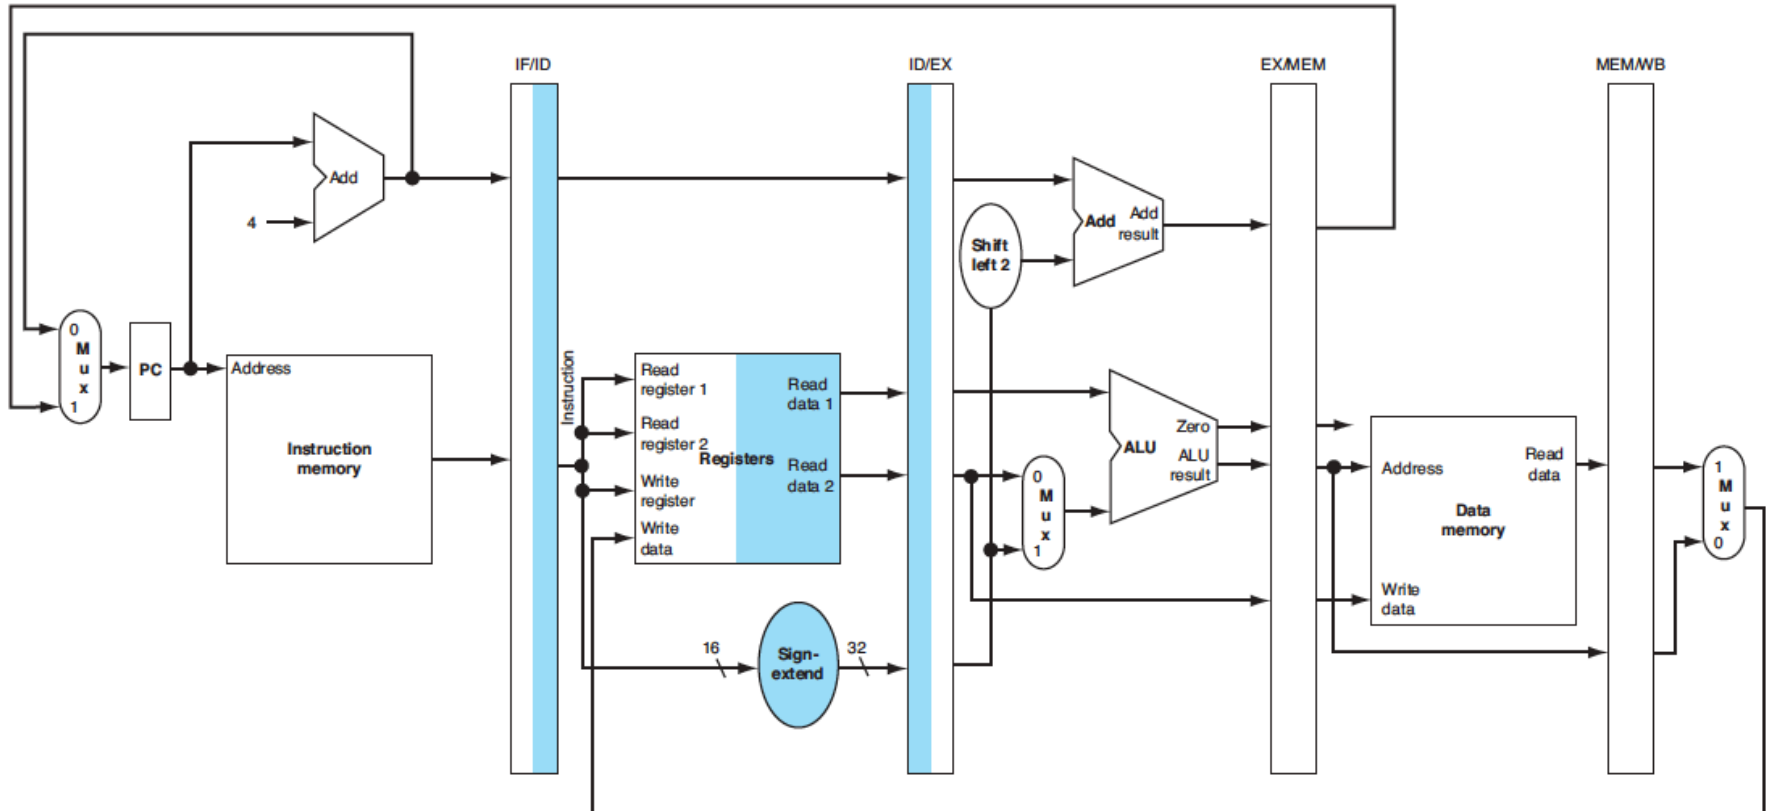 IF/ID
ID/EX
EX/MEM
MEM/WB
Add
4
Shift
left 2
Add
Add
result
0
M
u
x
1
PC
Address
Instruction
memory
Instruction
Read
register 1
Read
register 2
Registers
Write
register
Write
data
Read
data 1
Read
data 2
16
Sign-
extend
32
0
M
u
x
1
Zero
ALU
ALU
result
Address
Read
data
Data
memory
Write
data
1
M
u
x
0